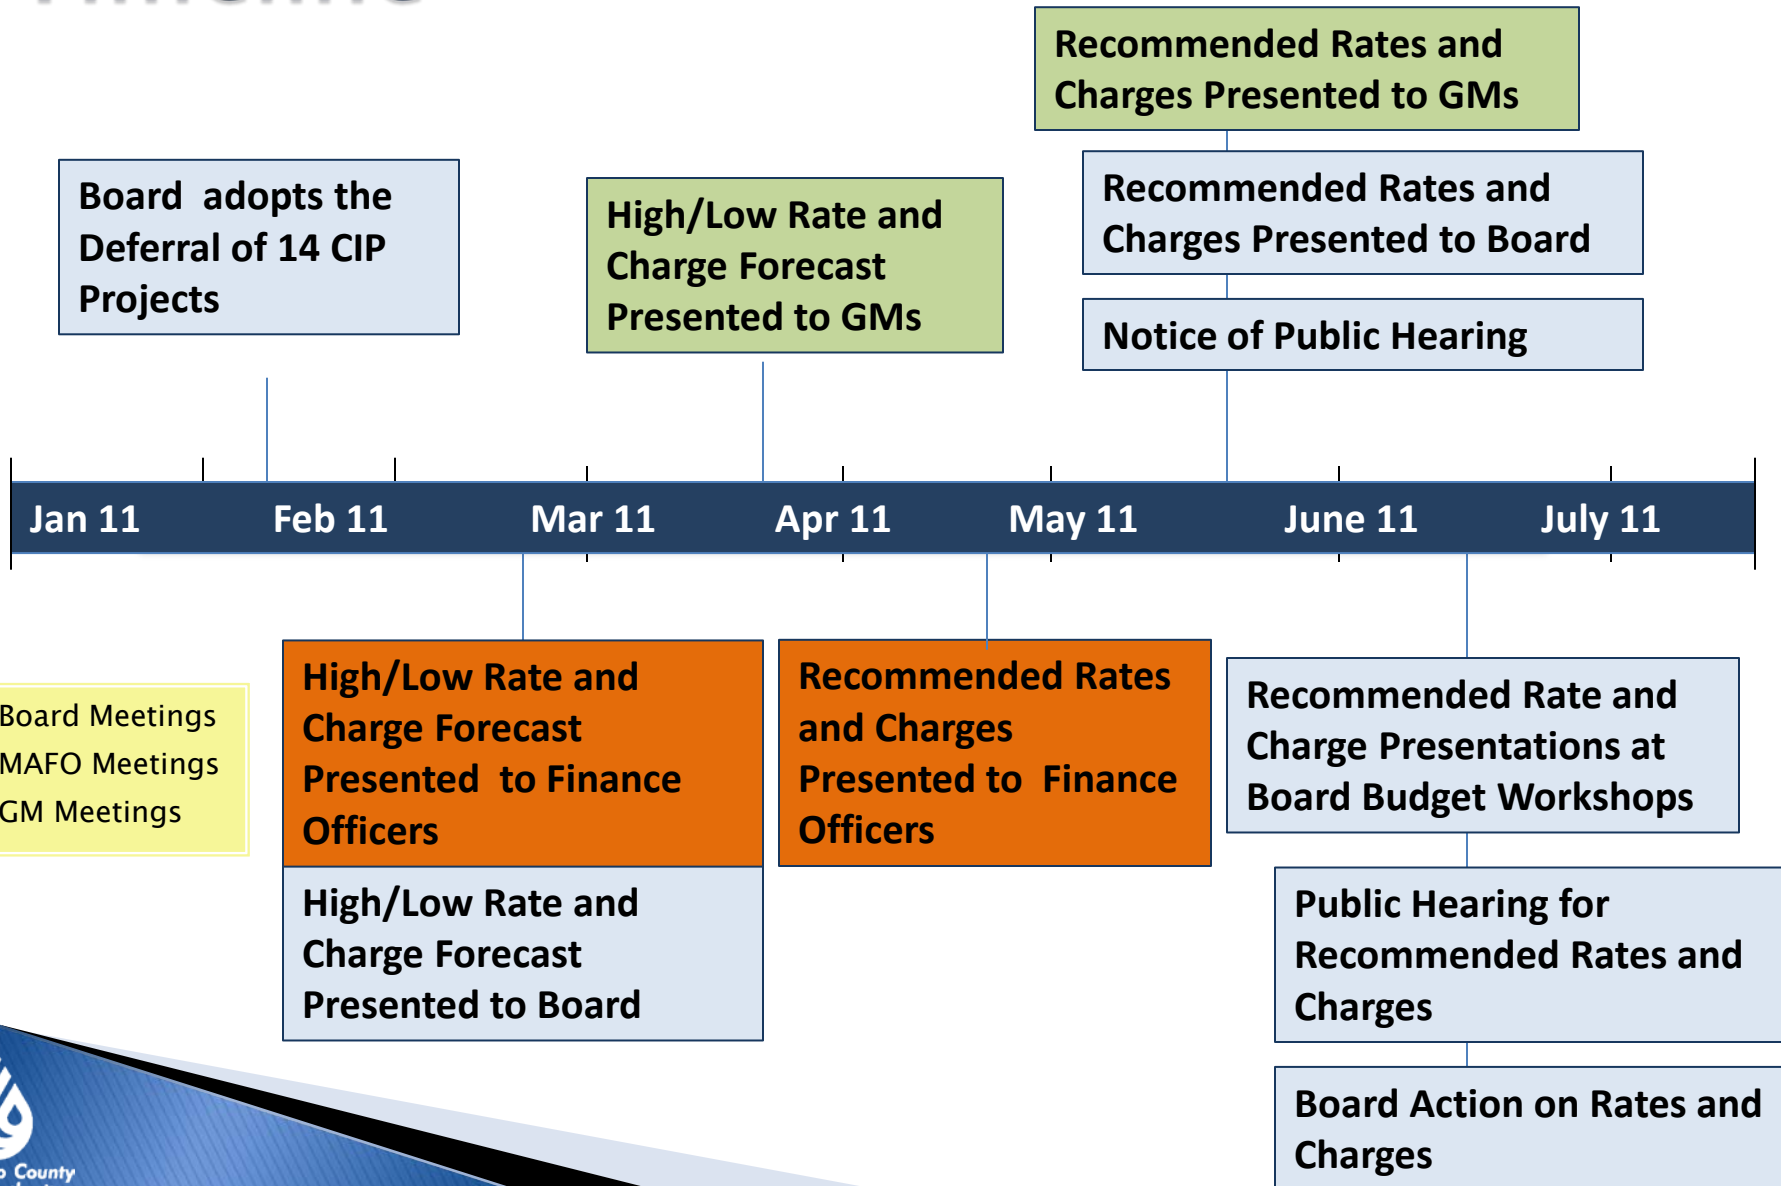 Recommended Rates and
Charges Presented to GMs
Board adopts the
Deferral of 14 CIP
Projects
High/Low Rate and
Charge Forecast
Presented to GMs
Recommended Rates and
Charges Presented to Board
Notice of Public Hearing
Jan 11 Feb 11 Mar 11 Apr 11 May 11 June 11 July 11
Board Meetings
MAFO Meetings
GM Meetings
High/Low Rate and
Charge Forecast
Presented to Finance
Officers
High/Low Rate and
Charge Forecast
Presented to Board
Recommended Rates
and Charges
Presented to Finance
Officers
Recommended Rate and
Charge Presentations at
Board Budget Workshops
Public Hearing for
Recommended Rates and
Charges
Board Action on Rates and
Charges
County